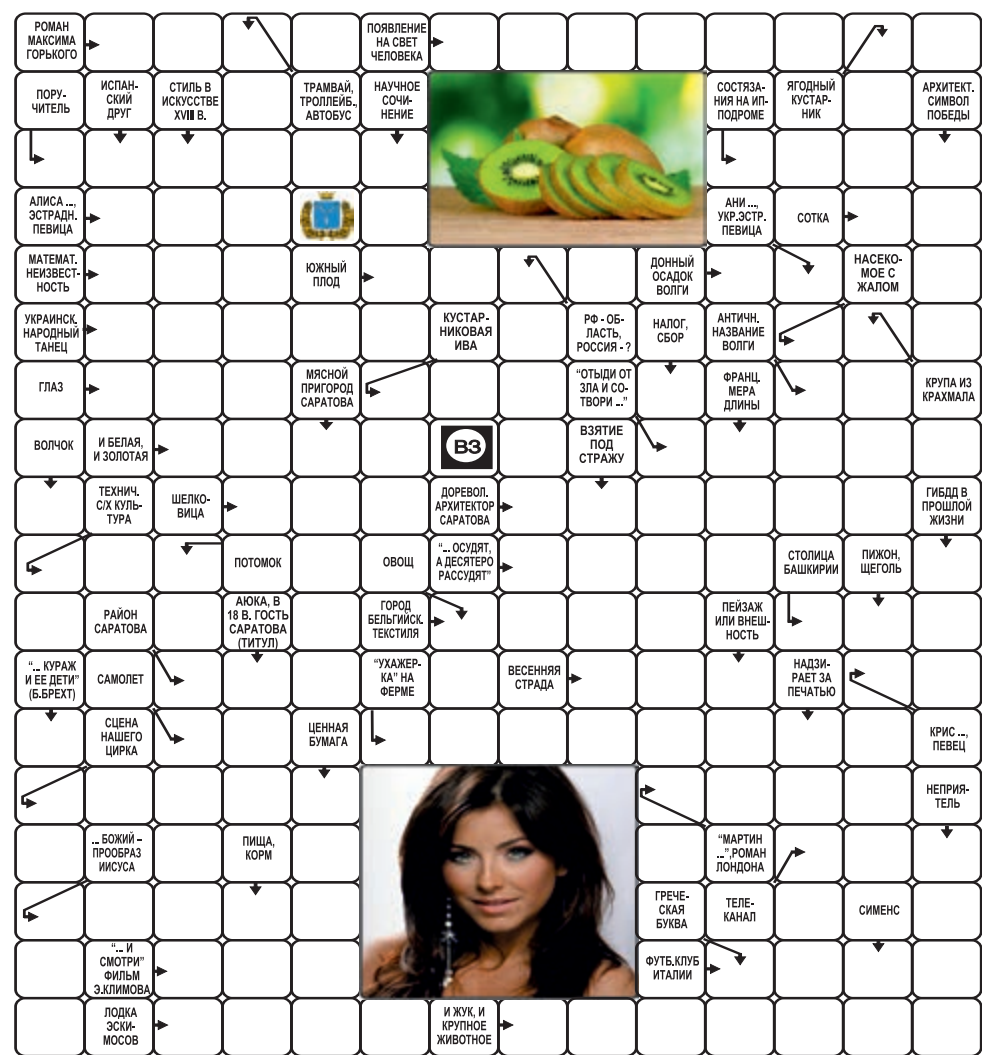 РОМАН
МАКСИМА
ГОРЬКОГО
ПОЯВЛЕНИЕ
НА СВЕТ
ЧЕЛОВЕКА
ПОРУ-
ЧИТЕЛЬ
ИСПАН-
СКИЙ
ДРУГ
СТИЛЬ В
ИСКУССТВЕ
XVIII В.
ТРАМВАЙ,
ТРОЛЛЕЙБ.,
АВТОБУС
НАУЧНОЕ
СОЧИ-
НЕНИЕ
СОСТЯЗА-
НИЯ НА ИП-
ПОДРОМЕ
ЯГОДНЫЙ
КУСТАР-
НИК
АРХИТЕКТ.
СИМВОЛ
ПОБЕДЫ
АЛИСА ...,
ЭСТРАДН.
ПЕВИЦА
АНИ ...,
УКР.ЭСТР.
ПЕВИЦА
СОТКА
МАТЕМАТ.
НЕИЗВЕСТ-
НОСТЬ
ЮЖНЫЙ
ПЛОД
ДОННЫЙ
ОСАДОК
ВОЛГИ
НАСЕКО-
МОЕ С
ЖАЛОМ
УКРАИНСК.
НАРОДНЫЙ
ТАНЕЦ
КУСТАР-
НИКОВАЯ
ИВА
РФ - ОБ-
ЛАСТЬ,
РОССИЯ - ?
НАЛОГ,
СБОР
АНТИЧН.
НАЗВАНИЕ
ВОЛГИ
ГЛАЗ
МЯСНОЙ
ПРИГОРОД
САРАТОВА
"ОТЫДИ ОТ
ЗЛА И СО-
ТВОРИ ..."
ФРАНЦ.
МЕРА
ДЛИНЫ
КРУПА ИЗ
КРАХМАЛА
ВОЛЧОК
И БЕЛАЯ,
И ЗОЛОТАЯ
ВЗ
ВЗЯТИЕ
ПОД
СТРАЖУ
ТЕХНИЧ.
С/Х КУЛЬ-
ТУРА
ШЕЛКО-
ВИЦА
ДОРЕВОЛ.
АРХИТЕКТОР
САРАТОВА
ГИБДД В
ПРОШЛОЙ
ЖИЗНИ
ПОТОМОК
ОВОЩ
"... ОСУДЯТ,
А ДЕСЯТЕРО
РАССУДЯТ"
СТОЛИЦА
БАШКИРИИ
ПИЖОН,
ЩЕГОЛЬ
РАЙОН
САРАТОВА
АЮКА, В
18 В. ГОСТЬ
САРАТОВА
(ТИТУЛ)
ГОРОД
БЕЛЬГИЙСК.
ТЕКСТИЛЯ
ПЕЙЗАЖ
ИЛИ ВНЕШ-
НОСТЬ
"... КУРАЖ
И ЕЕ ДЕТИ"
(Б.БРЕХТ)
САМОЛЕТ
"УХАЖЕР-
КА" НА
ФЕРМЕ
ВЕСЕННЯЯ
СТРАДА
НАДЗИ-
РАЕТ ЗА
ПЕЧАТЬЮ
СЦЕНА
НАШЕГО
ЦИРКА
ЦЕННАЯ
БУМАГА
КРИС ...,
ПЕВЕЦ
НЕПРИЯ-
ТЕЛЬ
... БОЖИЙ –
ПРООБРАЗ
ИИСУСА
ПИЩА,
КОРМ
"МАРТИН
...",РОМАН
ЛОНДОНА
ГРЕЧЕ-
СКАЯ
БУКВА
ТЕЛЕ-
КАНАЛ
СИМЕНС
"... И
СМОТРИ"
ФИЛЬМ
Э.КЛИМОВА
ФУТБ.КЛУБ
ИТАЛИИ
ЛОДКА
ЭСКИ-
МОСОВ
И ЖУК, И
КРУПНОЕ
ЖИВОТНОЕ